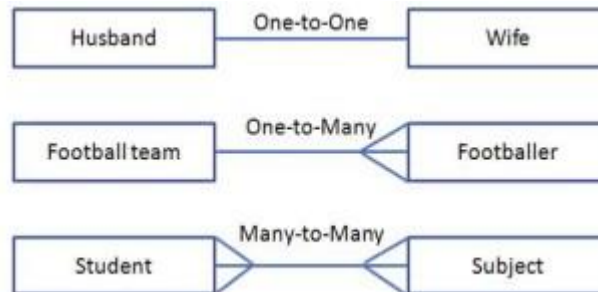 One-to-One
Husband
Wife
One-to-Many
Football team
Footballer
Many-to-Many
Student
Subject